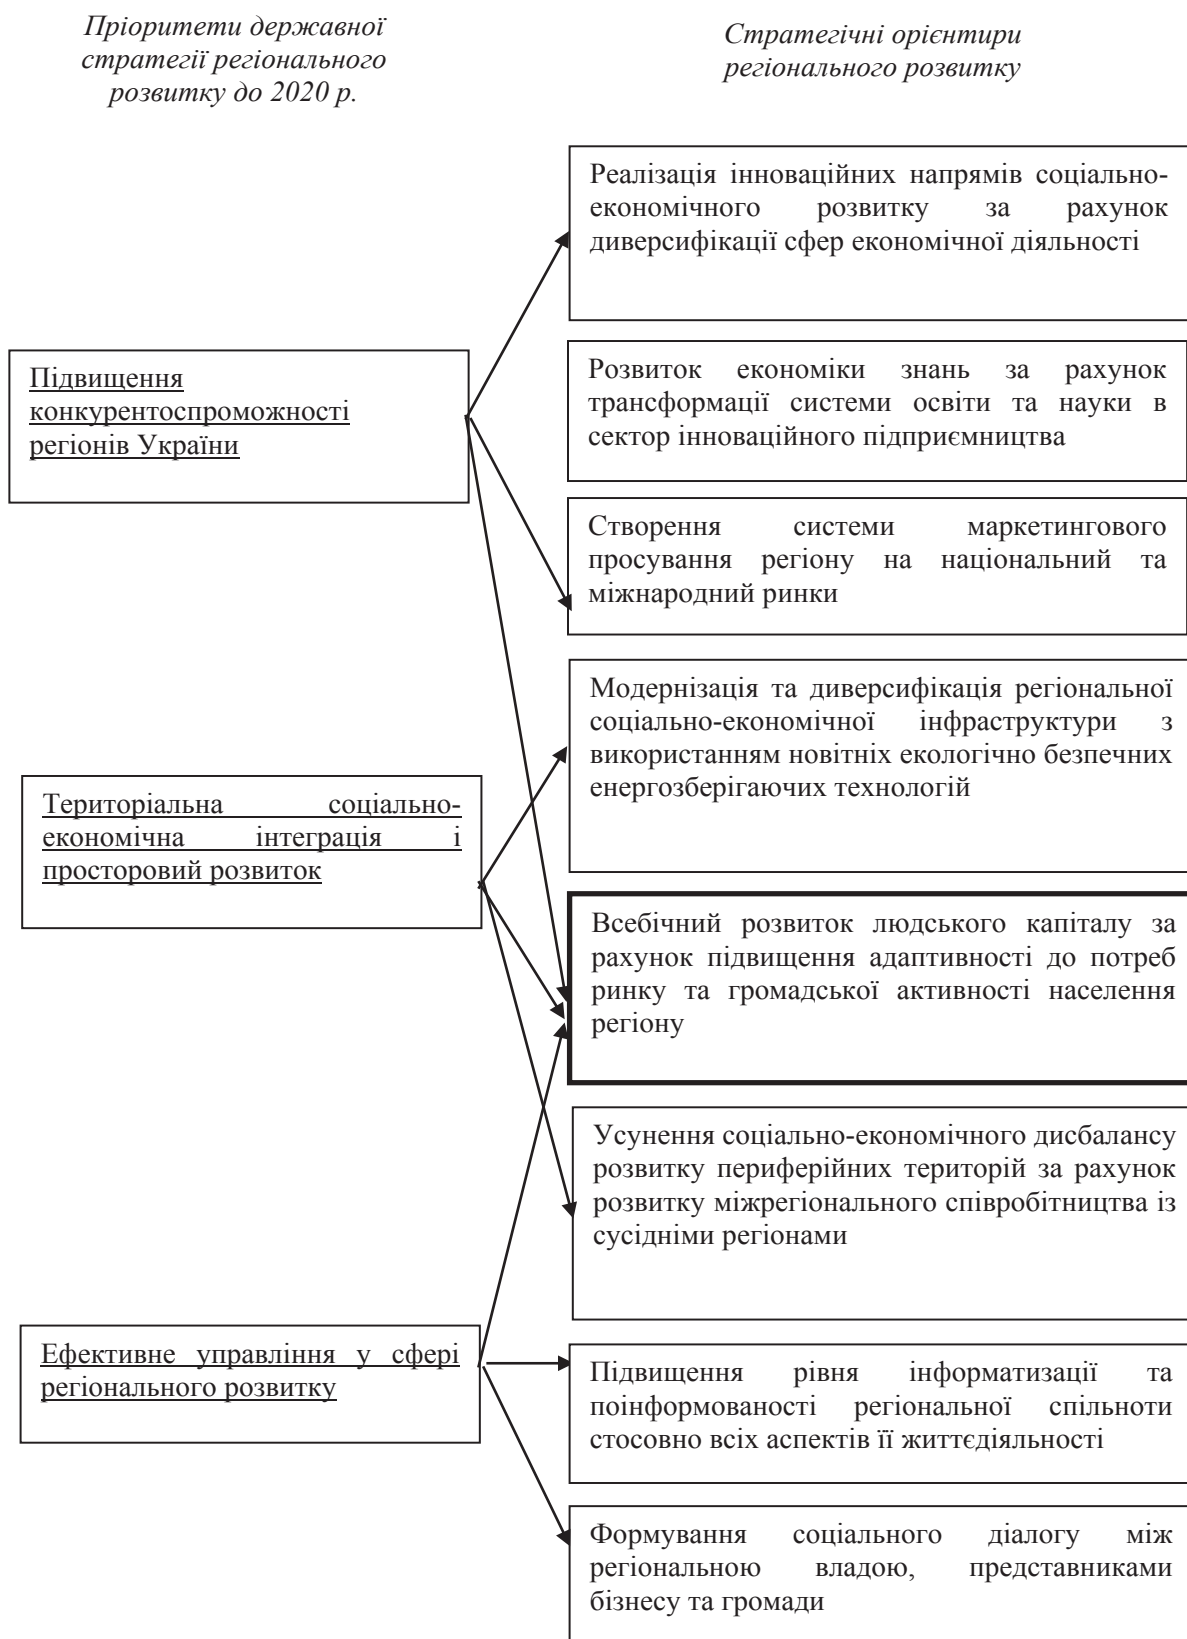 Пріоритети державної
стратегії регіонального
розвитку до 2020 р.
Стратегічні орієнтири
регіонального розвитку
Реалізація інноваційних напрямів соціально-
економічного розвитку за рахунок
диверсифікації сфер економічної діяльності
Підвищення
конкурентоспроможності
регіонів України
Розвиток економіки знань за рахунок
трансформації системи освіти та науки в
сектор інноваційного підприємництва
Створення системи маркетингового
просування регіону на національний та
міжнародний ринки
Модернізація та диверсифікація регіональної
соціально-економічної інфраструктури з
використанням новітніх екологічно безпечних
енергозберігаючих технологій
Територіальна соціально-
економічна інтеграція і
просторовий розвиток
Всебічний розвиток людського капіталу за
рахунок підвищення адаптивності до потреб
ринку та громадської активності населення
регіону
Усунення соціально-економічного дисбалансу
розвитку периферійних територій за рахунок
розвитку міжрегіонального співробітництва із
сусідніми регіонами
Ефективне управління у сфері
регіонального розвитку
Підвищення рівня інформатизації та
поінформованості регіональної спільноти
стосовно всіх аспектів її життєдіяльності
Формування соціального діалогу між
регіональною владою, представниками
бізнесу та громади